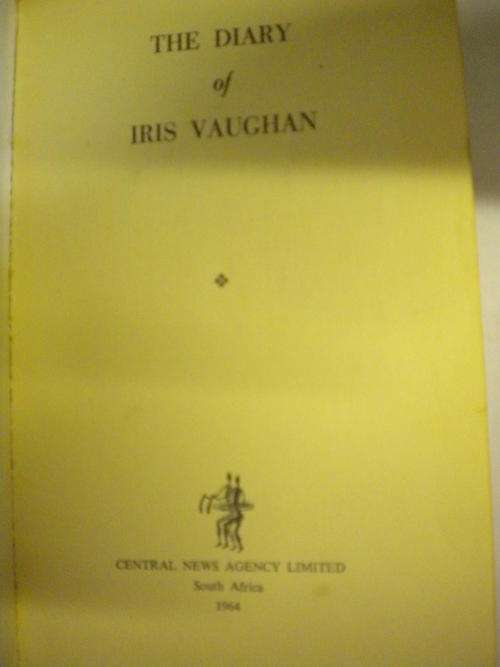 THE DIARY
of
IRIS VAUGHAN
CENTRAL NEWS AGENCY LIMITED
South Africa
1964